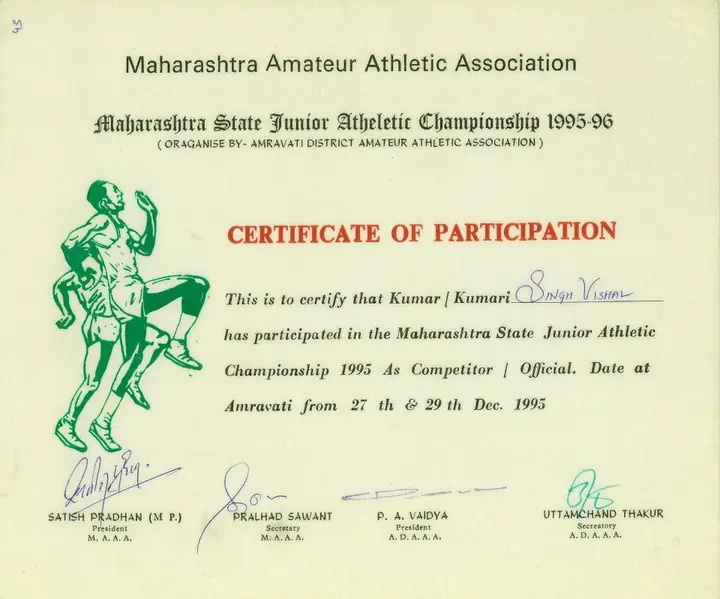 Maharashtra Amateur Athletic Association
Maharashtra State Junior Atheletic Championship 1995-96
( ORAGANISE BY- AMRAVATI DISTRICT AMATEUR ATHLETIC ASSOCIATION )
CERTIFICATE OF PARTICIPATION
This is to certify that Kumar / Kumari Singh Vishal
has participated in the Maharashtra State Junior Athletic
Championship 1995 As Competitor / Official. Date at
Amravati from 27 th & 29 th Dec. 1995
SATISH PRADHAN (M P.) PRALHAD SAWANT P. A. VAIDYA UTTAMCHAND THAKUR
President Secretary President Secreatory
M. A. A. A. M. A. A. A. A. D. A. A. A. A. D. A. A. A.